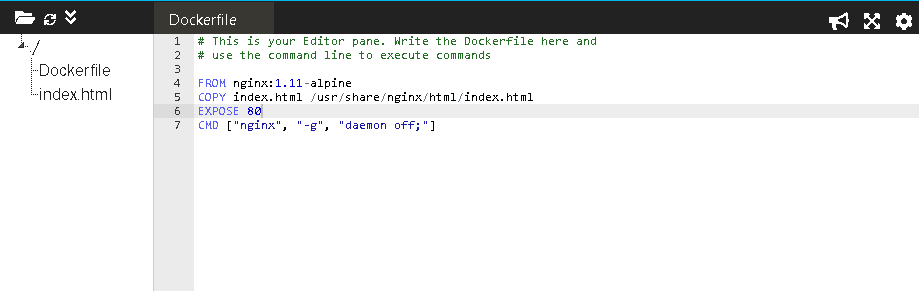 Dockerfile
/
Dockerfile
index.html
1 # This is your Editor pane. Write the Dockerfile here and
2 # use the command line to execute commands
3
4 FROM nginx:1.11-alpine
5 COPY index.html /usr/share/nginx/html/index.html
6 EXPOSE 80
7 CMD ["nginx", "-g", "daemon off;"]